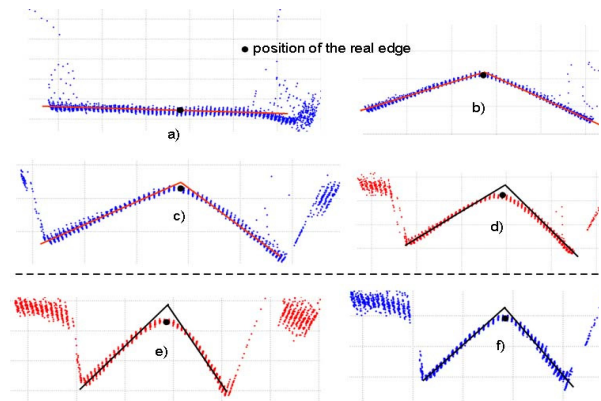 position of the real edge
a)
b)
c)
d)
e)
f)